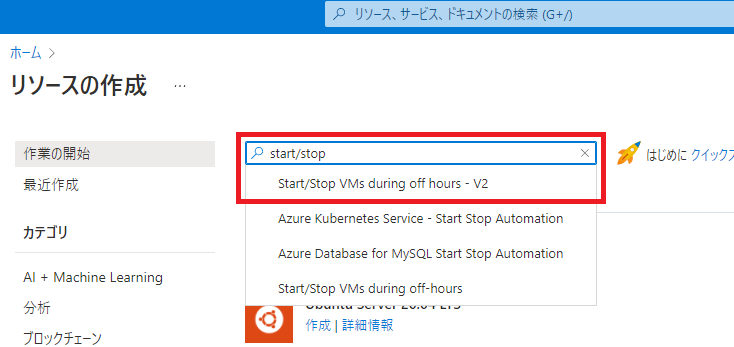 リソース、サービス、ドキュメントの検索 (G+/)
ホーム >
リソースの作成 ...
作業の開始
最近作成
カテゴリ
AI + Machine Learning
分析
ブロックチェーン
start/stop
Start/Stop VMs during off hours - V2
Azure Kubernetes Service - Start Stop Automation
Azure Database for MySQL Start Stop Automation
Start/Stop VMs during off-hours
Ubuntu Server 20.04 LTS
作成 | 詳細情報
はじめに クイックス